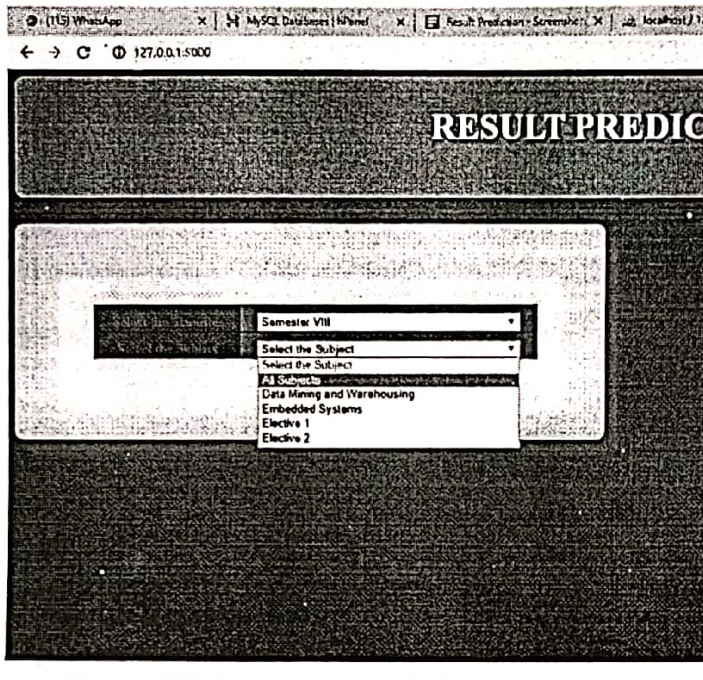 (115) WhatsApp
MySQL Databases | hPanel
Result Prediction - Screenshot
localhost / 1
127.0.0.1:5000
RESULT PREDIC
Semester VIII
Select the Subject
Select the Subject
All Subjects
Data Mining and Warehousing
Embedded Systems
Elective 1
Elective 2